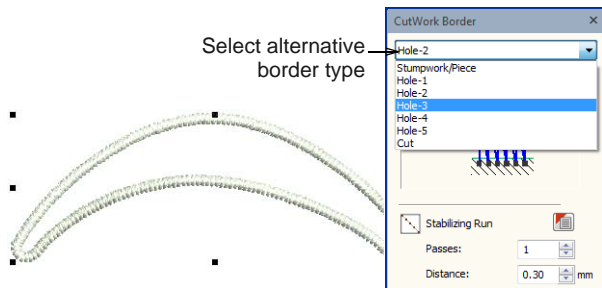 CutWork Border
Select alternative
border type
Hole-2
Stumpwork/Piece
Hole-1
Hole-2
Hole-3
Hole-4
Hole-5
Cut
Stabilizing Run
Passes: 1
Distance: 0.30 mm